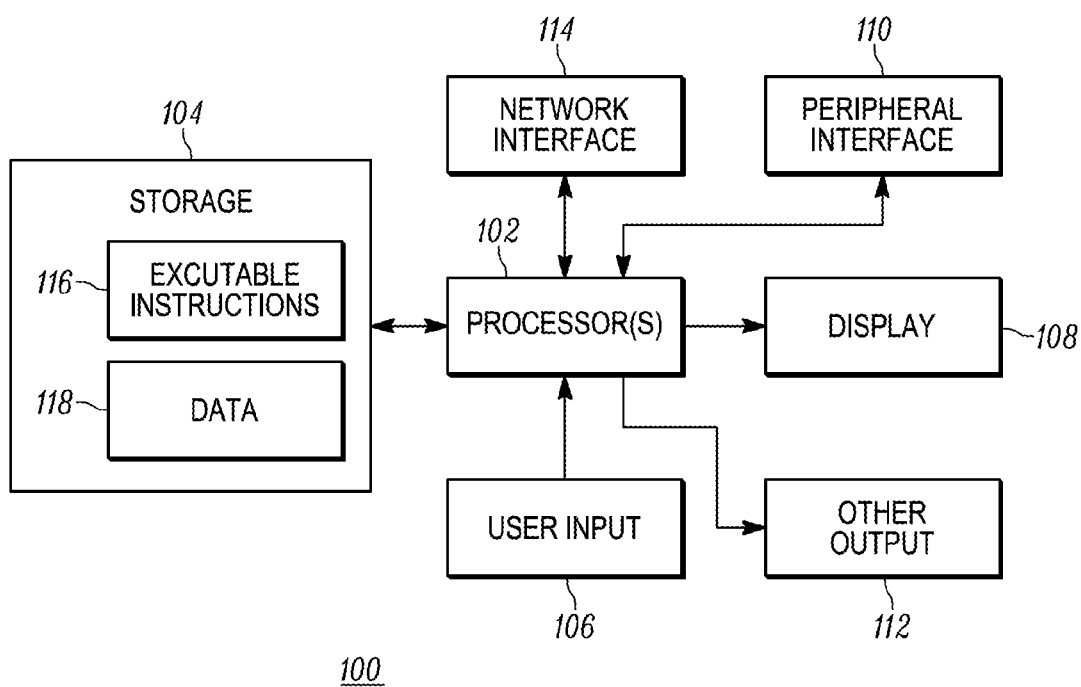 114
NETWORK
INTERFACE
110
PERIPHERAL
INTERFACE
104
STORAGE
116
EXCUTABLE
INSTRUCTIONS
118
DATA
102
PROCESSOR(S)
DISPLAY
108
USER INPUT
106
OTHER
OUTPUT
112
100